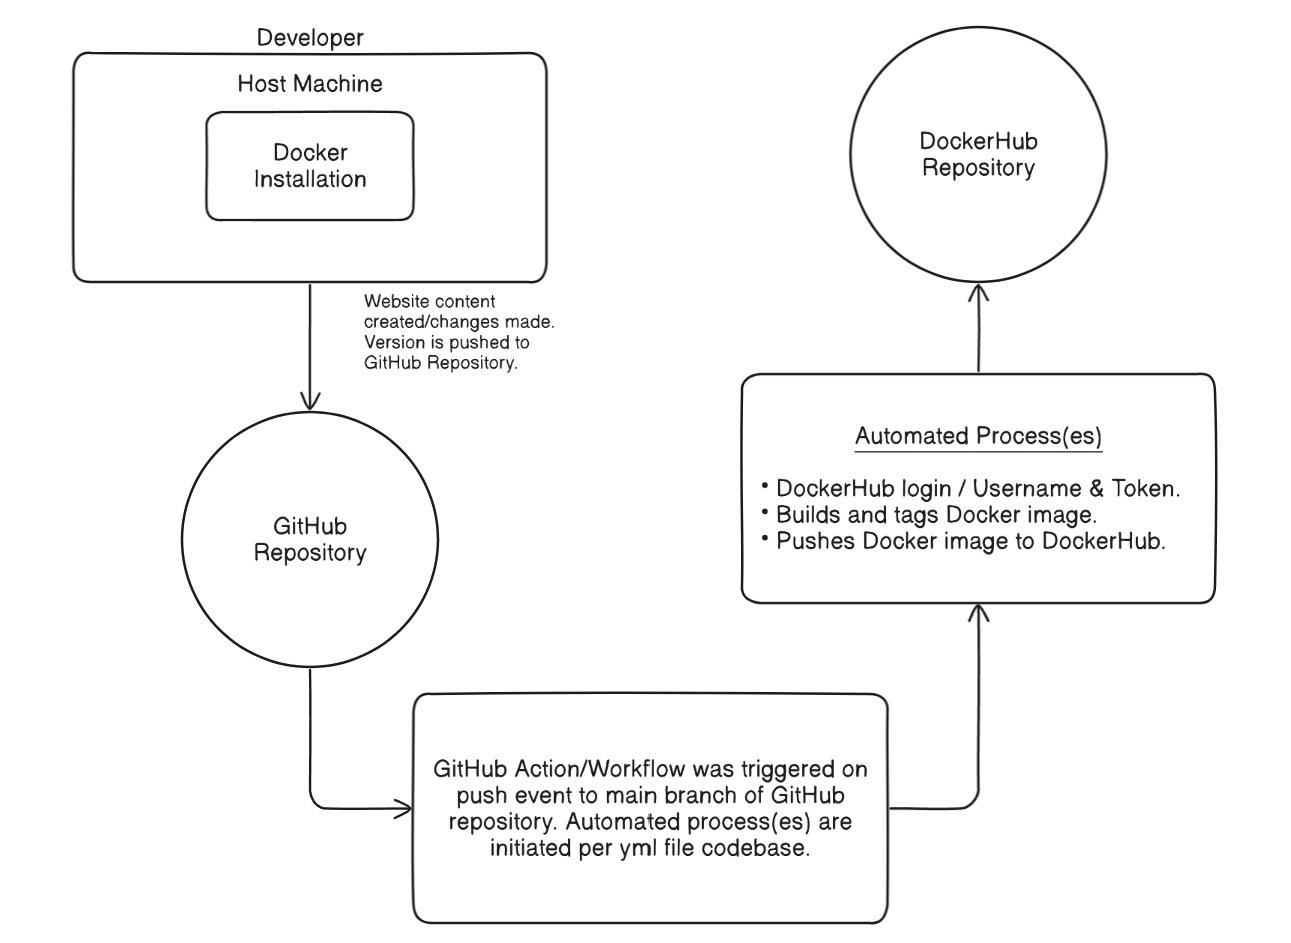 Developer
Host Machine
Docker
Installation
Website content
created/changes made.
Version is pushed to
GitHub Repository.
GitHub
Repository
GitHub Action/Workflow was triggered on
push event to main branch of GitHub
repository. Automated process(es) are
initiated per yml file codebase.
Automated Process(es)
• DockerHub login / Username & Token.
• Builds and tags Docker image.
• Pushes Docker image to DockerHub.
DockerHub
Repository